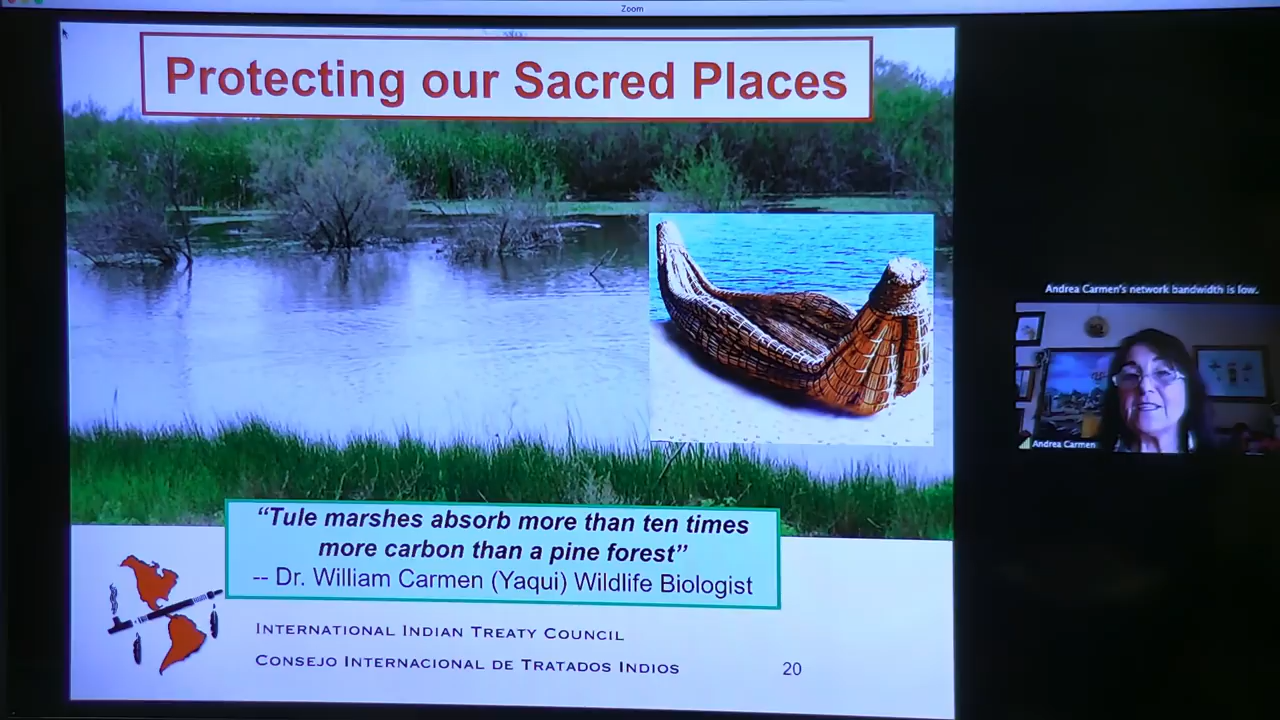 Zoom
Protecting our Sacred Places
Andrea Carmen's network bandwidth is low.
Andrea Carmen
“Tule marshes absorb more than ten times
more carbon than a pine forest”
-- Dr. William Carmen (Yaqui) Wildlife Biologist
INTERNATIONAL INDIAN TREATY COUNCIL
CONSEJO INTERNACIONAL DE TRATADOS INDIOS
20